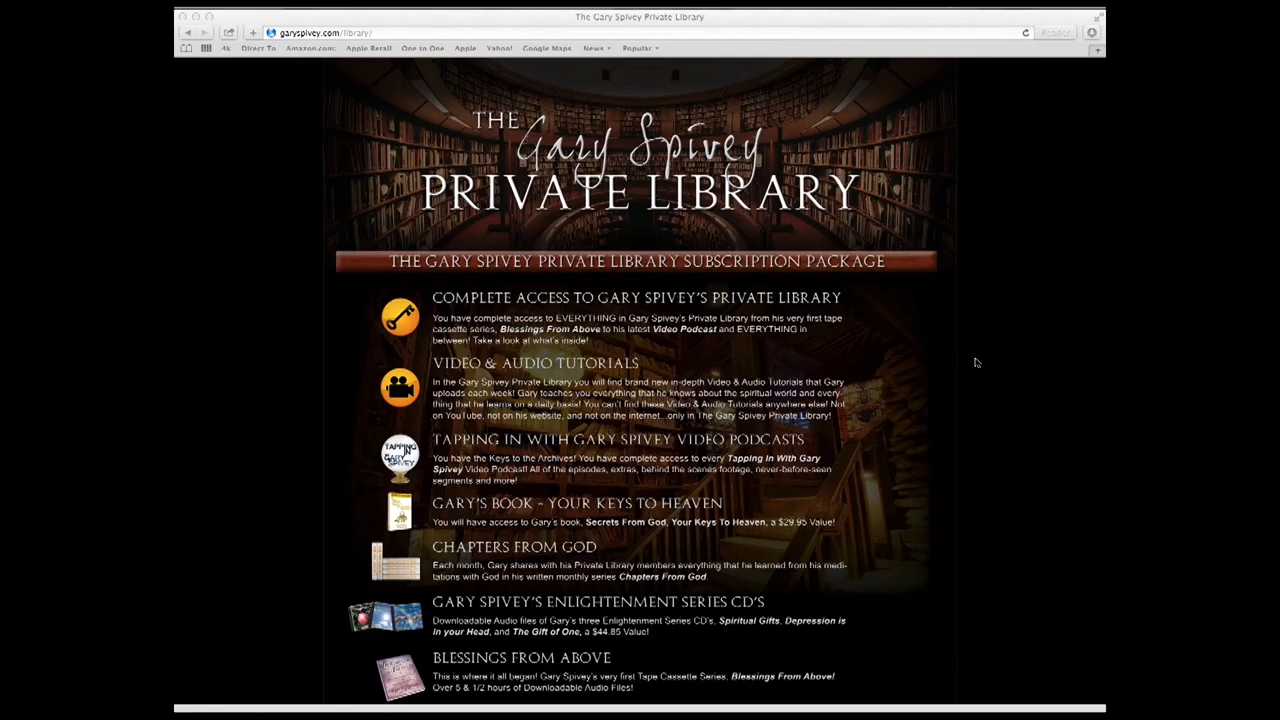 The Gary Spivey Private Library
garyspivey.com/library/
Reader
4k Direct To Amazon.com: Apple Retail One to One Apple Yahoo! Google Maps News Popular
THE
Gary Spivey
PRIVATE LIBRARY
THE GARY SPIVEY PRIVATE LIBRARY SUBSCRIPTION PACKAGE
COMPLETE ACCESS TO GARY SPIVEY'S PRIVATE LIBRARY
You have complete access to EVERYTHING in Gary Spivey's Private Library from his very first tape
cassette series, Blessings From Above to his latest Video Podcast and EVERYTHING in
between! Take a look at what's inside!
VIDEO & AUDIO TUTORIALS
In the Gary Spivey Private Library you will find brand new in-depth Video & Audio Tutorials that Gary
uploads each week! Gary teaches you everything that he knows about the spiritual world and every-
thing that he learns on a daily basis! You can't find these Video & Audio Tutorials anywhere else! Not
on YouTube, not on his website, and not on the internet...only in The Gary Spivey Private Library!
TAPPING
IN
GARY
SPIVEY
TAPPING IN WITH GARY SPIVEY VIDEO PODCASTS
You have the Keys to the Archives! You have complete access to every Tapping In With Gary
Spivey Video Podcast! All of the episodes, extras, behind the scenes footage, never-before-seen
segments and more!
GARY'S BOOK - YOUR KEYS TO HEAVEN
You will have access to Gary's book, Secrets From God, Your Keys To Heaven, a $29.95 Value!
CHAPTERS FROM GOD
Each month, Gary shares with his Private Library members everything that he learned from his medi-
tations with God in his written monthly series Chapters From God.
GARY SPIVEY'S ENLIGHTENMENT SERIES CD'S
Downloadable Audio files of Gary's three Enlightenment Series CD's, Spiritual Gifts, Depression is
In your Head, and The Gift of One, a $44.85 Value!
BLESSINGS FROM ABOVE
This is where it all began! Gary Spivey's very first Tape Cassette Series, Blessings From Above!
Over 5 & 1/2 hours of Downloadable Audio Files!